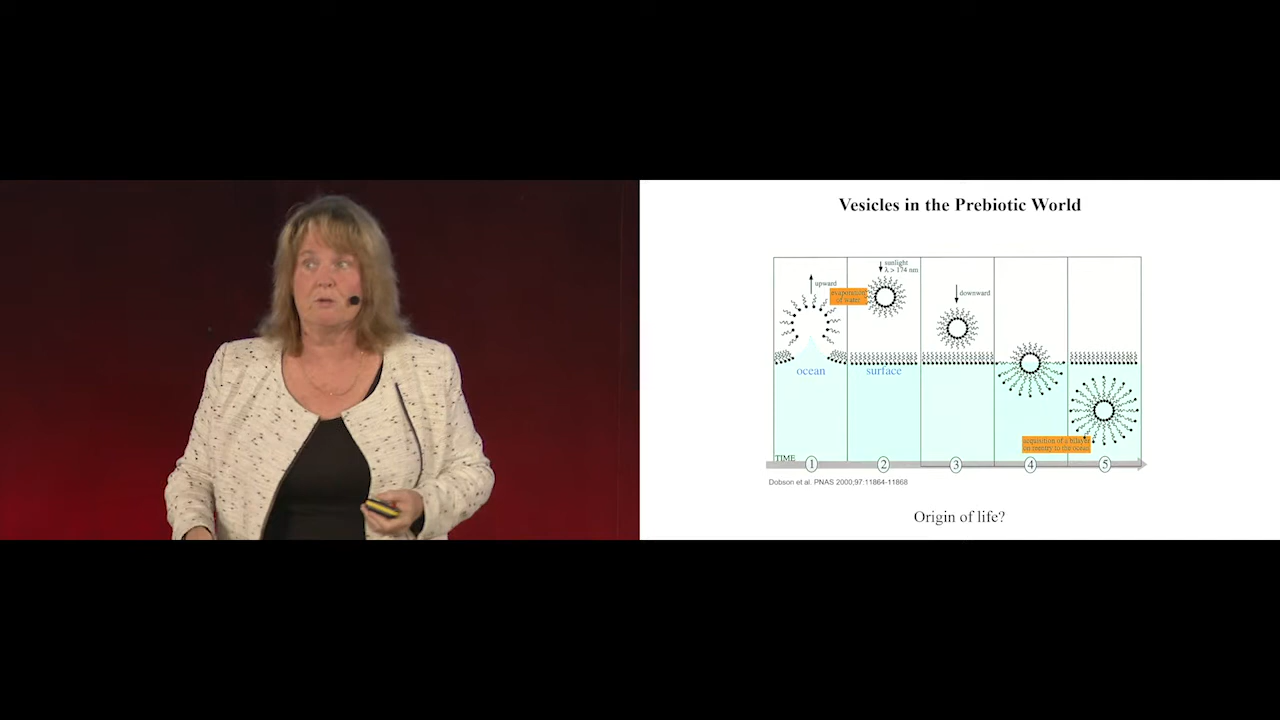 Vesicles in the Prebiotic World
sunlight
λ > 174 nm
upward
evaporation
of water
downward
ocean
surface
acquisition of a bilayer
on reentry to the ocean
TIME
1
2
3
4
5
Dobson et al. PNAS 2000;97:11864-11868
Origin of life?